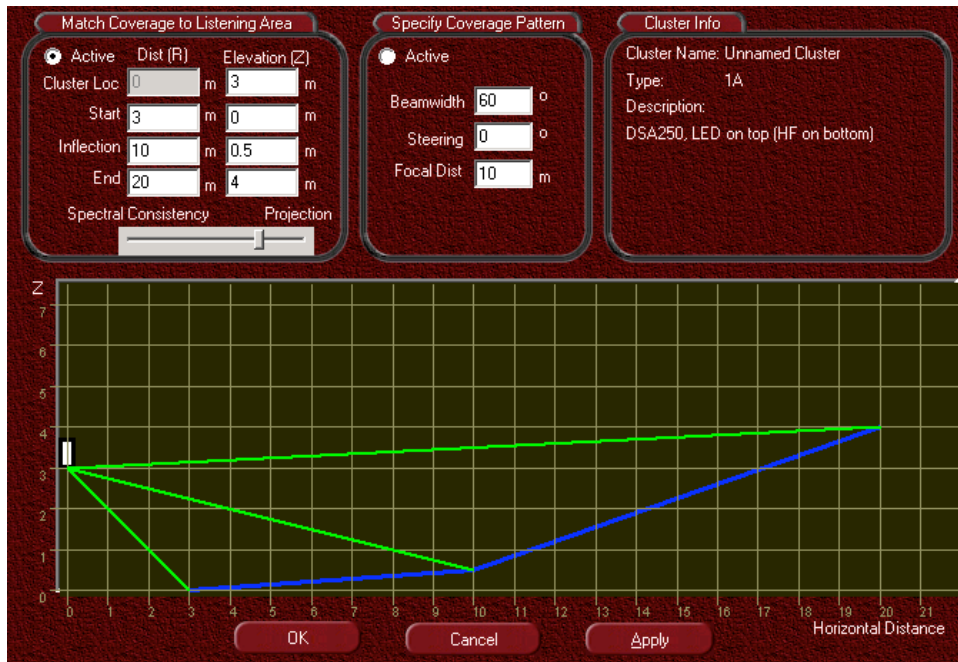 Match Coverage to Listening Area
Active Dist (R) Elevation (Z)
Cluster Loc 0 m 3 m
Start 3 m 0 m
Inflection 10 m 0.5 m
End 20 m 4 m
Spectral Consistency Projection
Specify Coverage Pattern
Active
Beamwidth 60 o
Steering 0 o
Focal Dist 10 m
Cluster Info
Cluster Name: Unnamed Cluster
Type: 1A
Description:
DSA250, LED on top (HF on bottom)
Z
7
6
5
4
3
2
1
0
0 1 2 3 4 5 6 7 8 9 10 11 12 13 14 15 16 17 18 19 20 21
Horizontal Distance
OK Cancel Apply